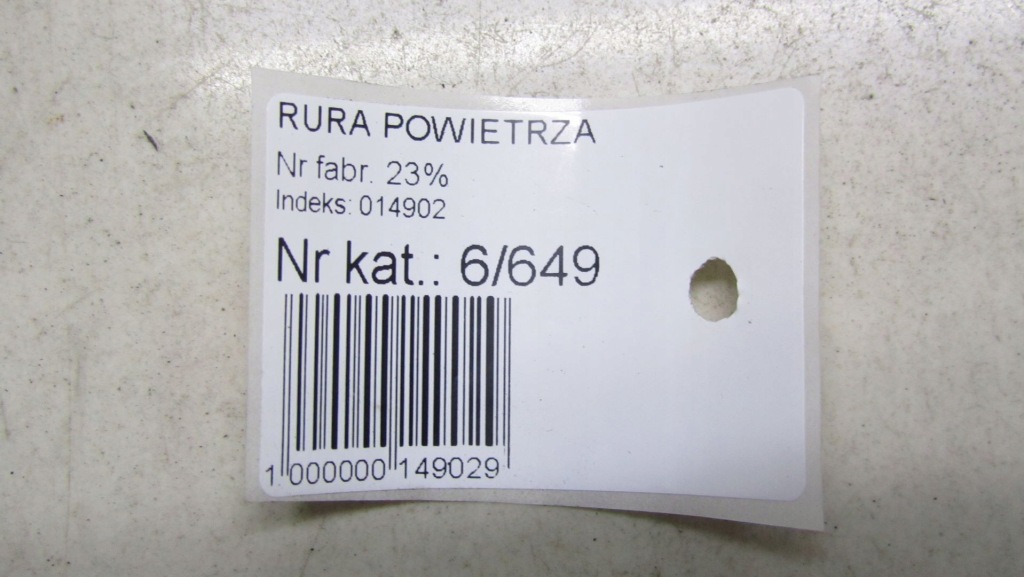 RURA POWIETRZA
Nr fabr. 23%
Indeks: 014902
Nr kat.: 6/649
1 000000 149029